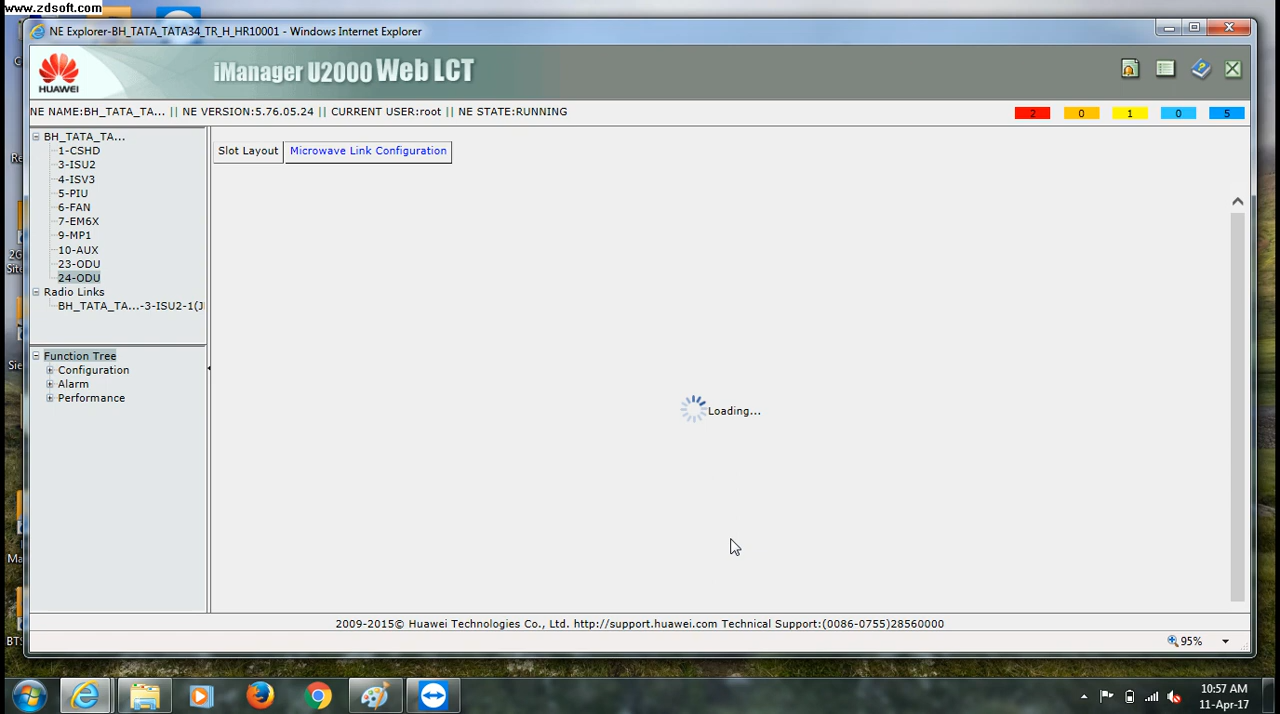 www.zdsoft.com
NE Explorer-BH_TATA_TATA34_TR_H_HR10001 - Windows Internet Explorer
HUAWEI
iManager U2000 Web LCT
NE NAME:BH_TATA_TA... || NE VERSION:5.76.05.24 || CURRENT USER:root || NE STATE:RUNNING
2 0 1 0 5
BH_TATA_TA...
1-CSHD
3-ISU2
4-ISV3
5-PIU
6-FAN
7-EM6X
9-MP1
10-AUX
23-ODU
24-ODU
Radio Links
BH_TATA_TA...-3-ISU2-1(
Function Tree
Configuration
Alarm
Performance
Slot Layout
Microwave Link Configuration
Loading...
2009-2015© Huawei Technologies Co., Ltd. http://support.huawei.com Technical Support:(0086-0755)28560000
95%
10:57 AM
11-Apr-17